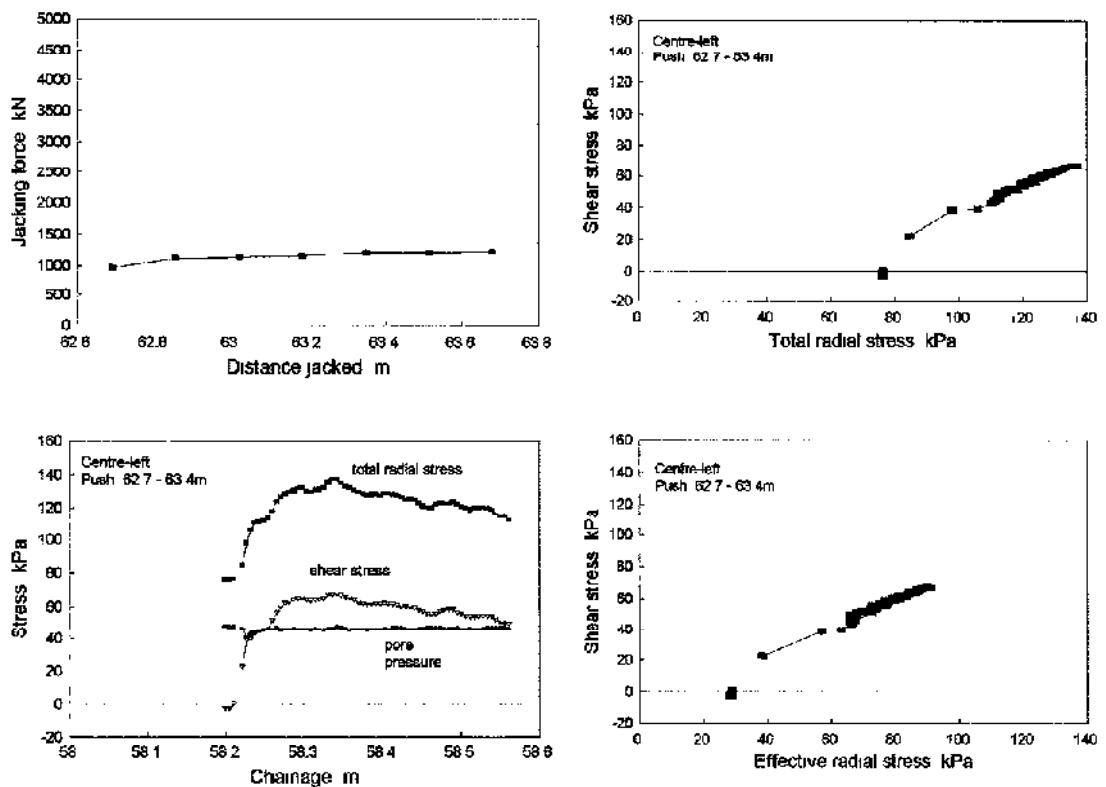 5000
4500
4000
3500
3000
2500
2000
1500
1000
500
0
Jacking force kN
62.6 62.8 63 63.2 63.4 63.6 63.8
Distance jacked m
160
140
120
100
80
60
40
20
0
-20
Shear stress kPa
Centre-left
Push 62.7 - 63.4m
0 20 40 60 80 100 120 140
Total radial stress kPa
160
140
120
100
80
60
40
20
0
-20
Stress kPa
Centre-left
Push 62.7 - 63.4m
total radial stress
shear stress
pore
pressure
58 58.1 58.2 58.3 58.4 58.5 58.6
Chainage m
160
140
120
100
80
60
40
20
0
-20
Shear stress kPa
Centre-left
Push 62.7 - 63.4m
0 20 40 60 80 100 120 140
Effective radial stress kPa